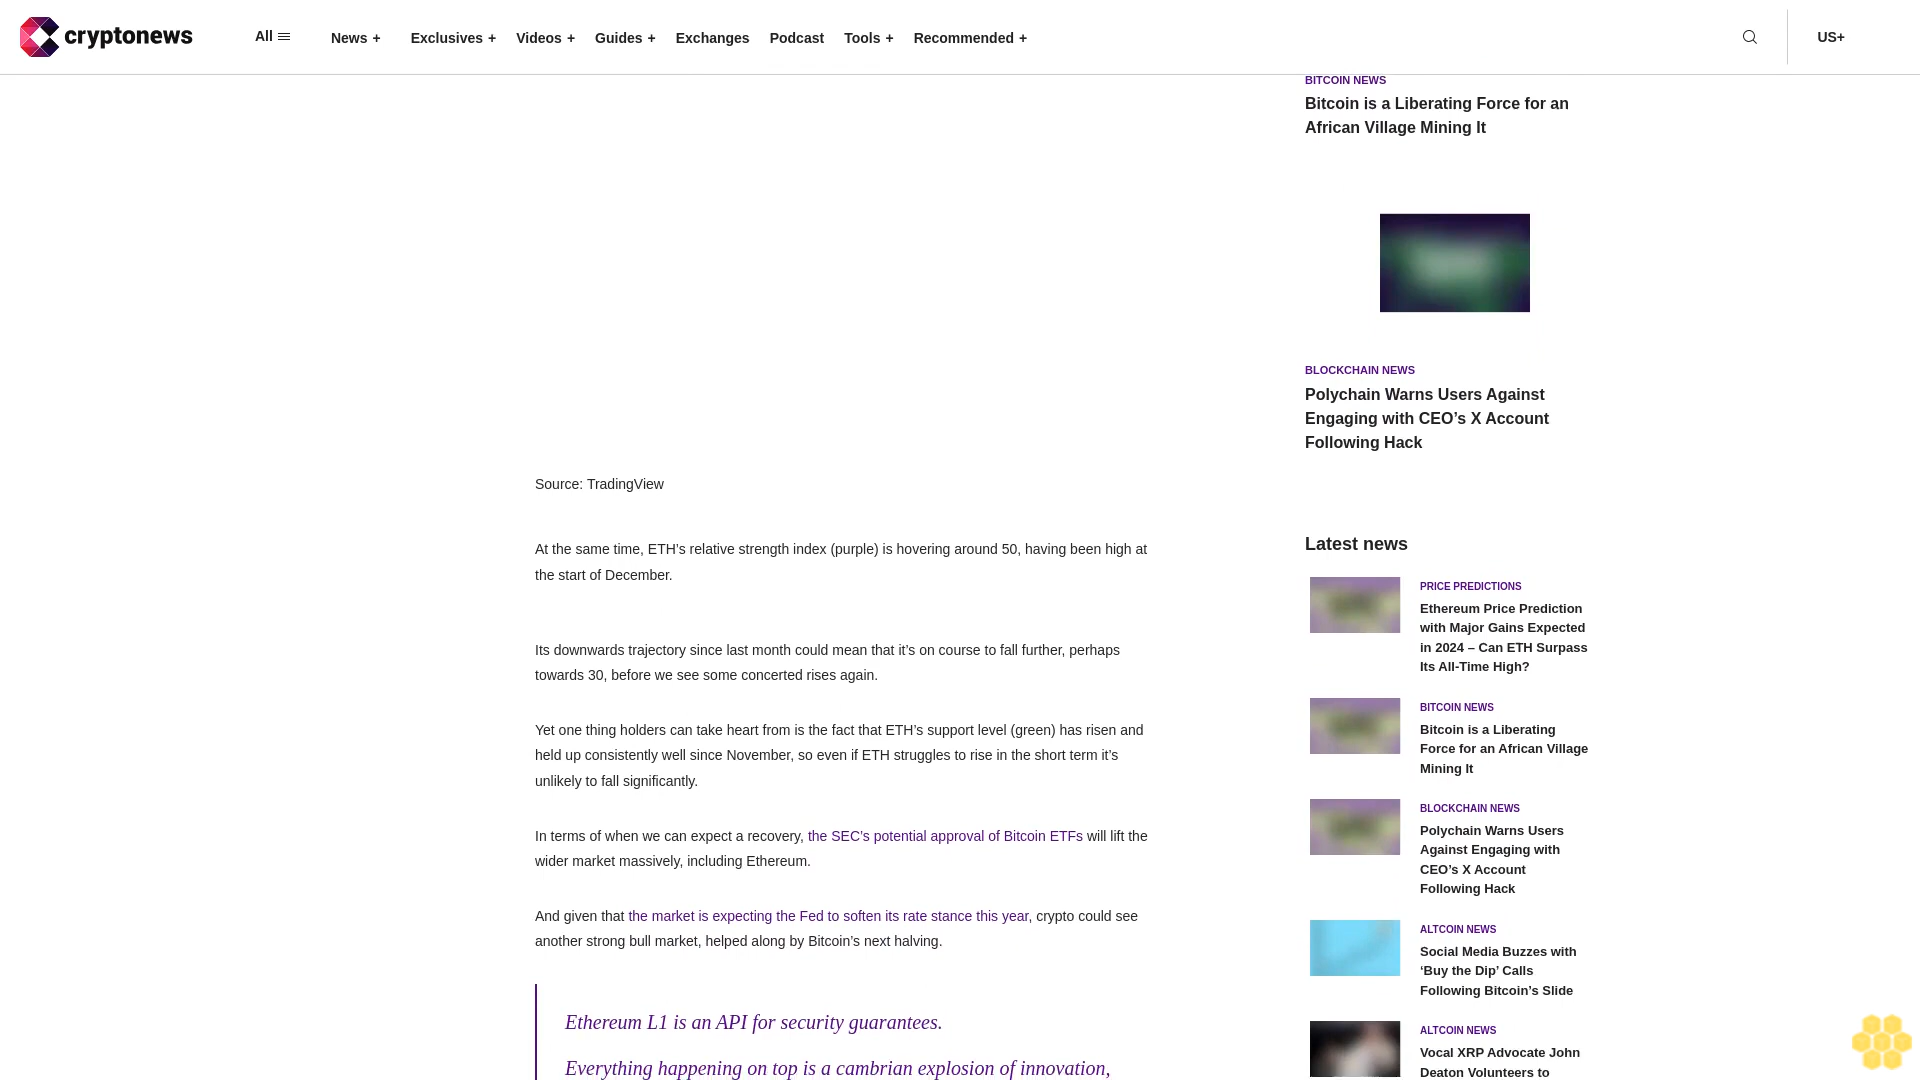 cryptonews
All
News +
Exclusives +
Videos +
Guides +
Exchanges
Podcast
Tools +
Recommended +
US+
BITCOIN NEWS
Bitcoin is a Liberating Force for an
African Village Mining It
BLOCKCHAIN NEWS
Polychain Warns Users Against
Engaging with CEO’s X Account
Following Hack
Source: TradingView
At the same time, ETH’s relative strength index (purple) is hovering around 50, having been high at
the start of December.
Its downwards trajectory since last month could mean that it’s on course to fall further, perhaps
towards 30, before we see some concerted rises again.
Yet one thing holders can take heart from is the fact that ETH’s support level (green) has risen and
held up consistently well since November, so even if ETH struggles to rise in the short term it’s
unlikely to fall significantly.
In terms of when we can expect a recovery, the SEC’s potential approval of Bitcoin ETFs will lift the
wider market massively, including Ethereum.
And given that the market is expecting the Fed to soften its rate stance this year, crypto could see
another strong bull market, helped along by Bitcoin’s next halving.
Ethereum L1 is an API for security guarantees.
Everything happening on top is a cambrian explosion of innovation,
Latest news
PRICE PREDICTIONS
Ethereum Price Prediction
with Major Gains Expected
in 2024 – Can ETH Surpass
Its All-Time High?
BITCOIN NEWS
Bitcoin is a Liberating
Force for an African Village
Mining It
BLOCKCHAIN NEWS
Polychain Warns Users
Against Engaging with
CEO’s X Account
Following Hack
ALTCOIN NEWS
Social Media Buzzes with
‘Buy the Dip’ Calls
Following Bitcoin’s Slide
ALTCOIN NEWS
Vocal XRP Advocate John
Deaton Volunteers to